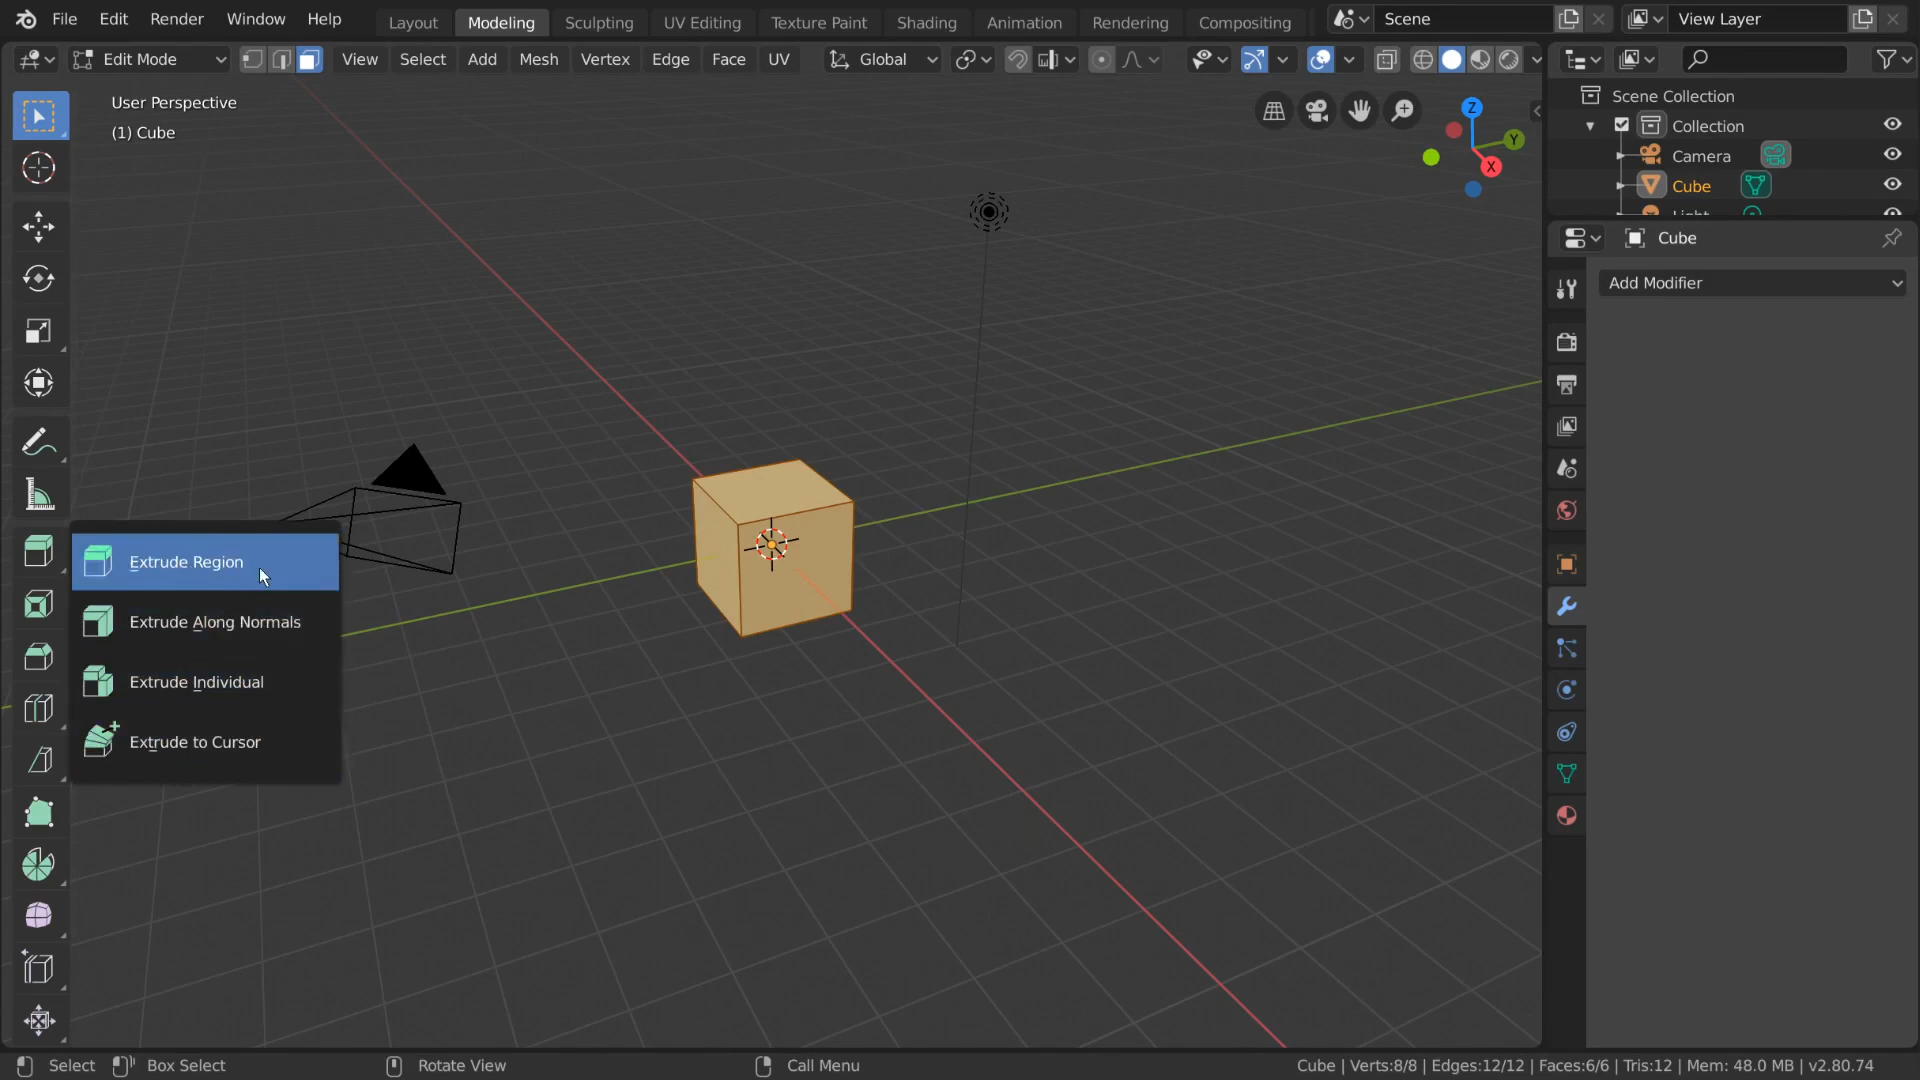 File Edit Render Window Help Layout Modeling Sculpting UV Editing Texture Paint Shading Animation Rendering Compositing Scene View Layer
Edit Mode View Select Add Mesh Vertex Edge Face UV Global
User Perspective
(1) Cube
Z
Y
X
Scene Collection
Collection
Camera
Cube
Light
Cube
Add Modifier
Extrude Region
Extrude Along Normals
Extrude Individual
Extrude to Cursor
Select Box Select Rotate View Call Menu Cube | Verts:8/8 | Edges:12/12 | Faces:6/6 | Tris:12 | Mem: 48.0 MB | v2.80.74